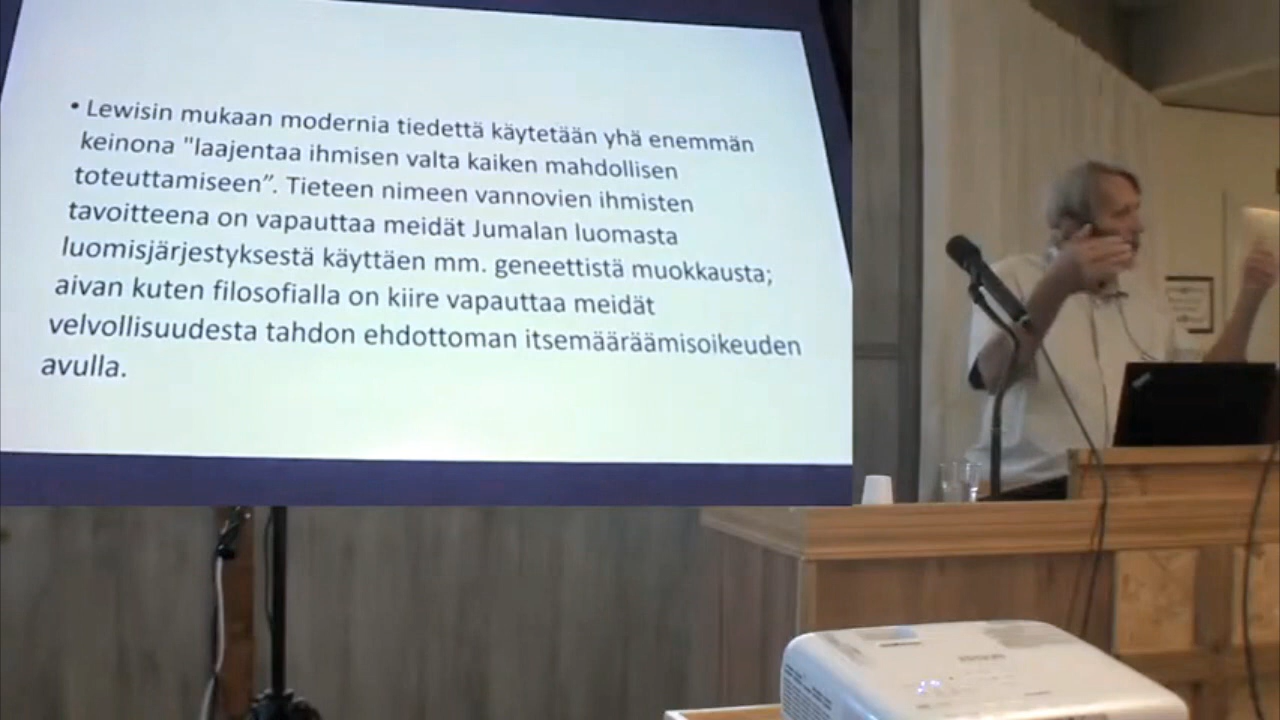 • Lewisin mukaan modernia tiedettä käytetään yhä enemmän
keinona "laajentaa ihmisen valta kaiken mahdollisen
toteuttamiseen”. Tieteen nimeen vannovien ihmisten
tavoitteena on vapauttaa meidät Jumalan luomasta
luomisjärjestyksestä käyttäen mm. geneettistä muokkausta;
aivan kuten filosofialla on kiire vapauttaa meidät
velvollisuudesta tahdon ehdottoman itsemääräämisoikeuden
avulla.
EPSON